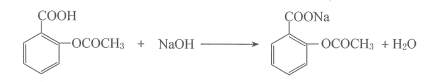 COOH
OCOCH3 + NaOH
COONa
OCOCH3 + H2O